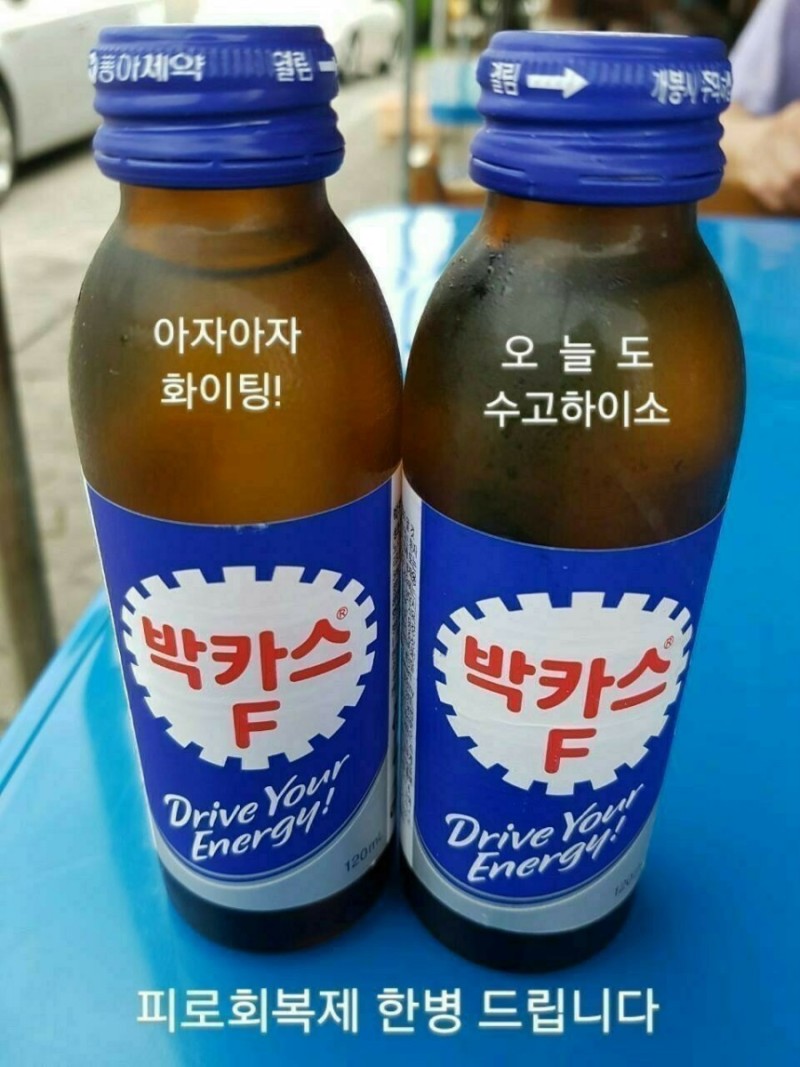 동아제약 열림
열림
개봉시
아자아자
화이팅!
오 늘 도
수고하이소
박카스®
F
Drive Your
Energy!
120mL
박카스®
F
Drive Your
Energy!
피로회복제 한병 드립니다